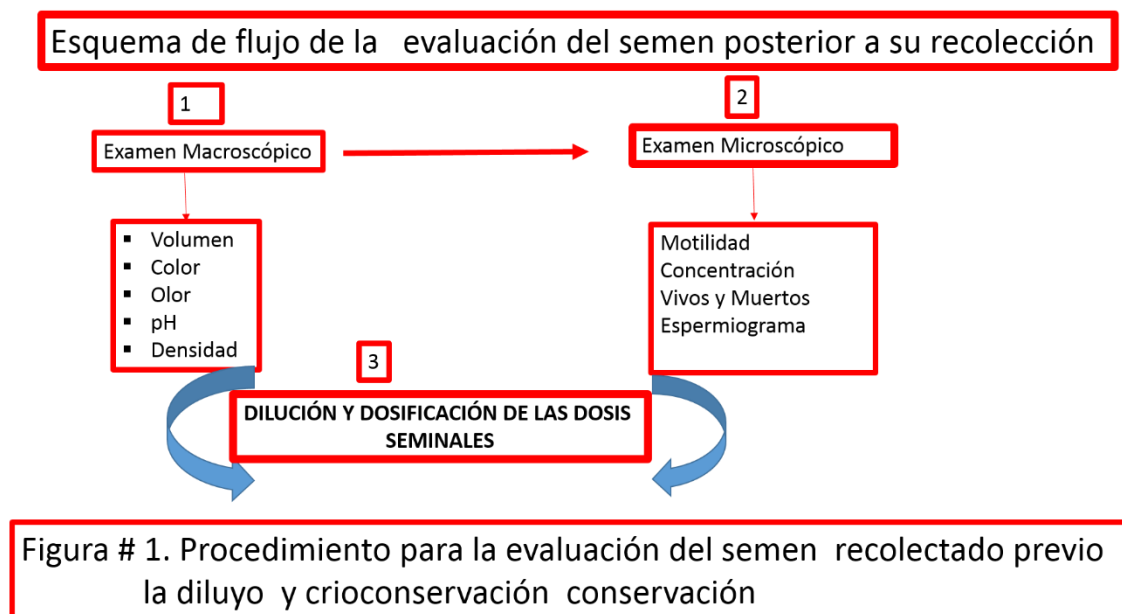 Esquema de flujo de la evaluación del semen posterior a su recolección
1
2
Examen Macroscópico
Examen Microscópico
▪ Volumen
▪ Color
▪ Olor
▪ pH
▪ Densidad
Motilidad
Concentración
Vivos y Muertos
Espermiograma
3
DILUCIÓN Y DOSIFICACIÓN DE LAS DOSIS
SEMINALES
Figura # 1. Procedimiento para la evaluación del semen recolectado previo
la diluyo y crioconservación conservación